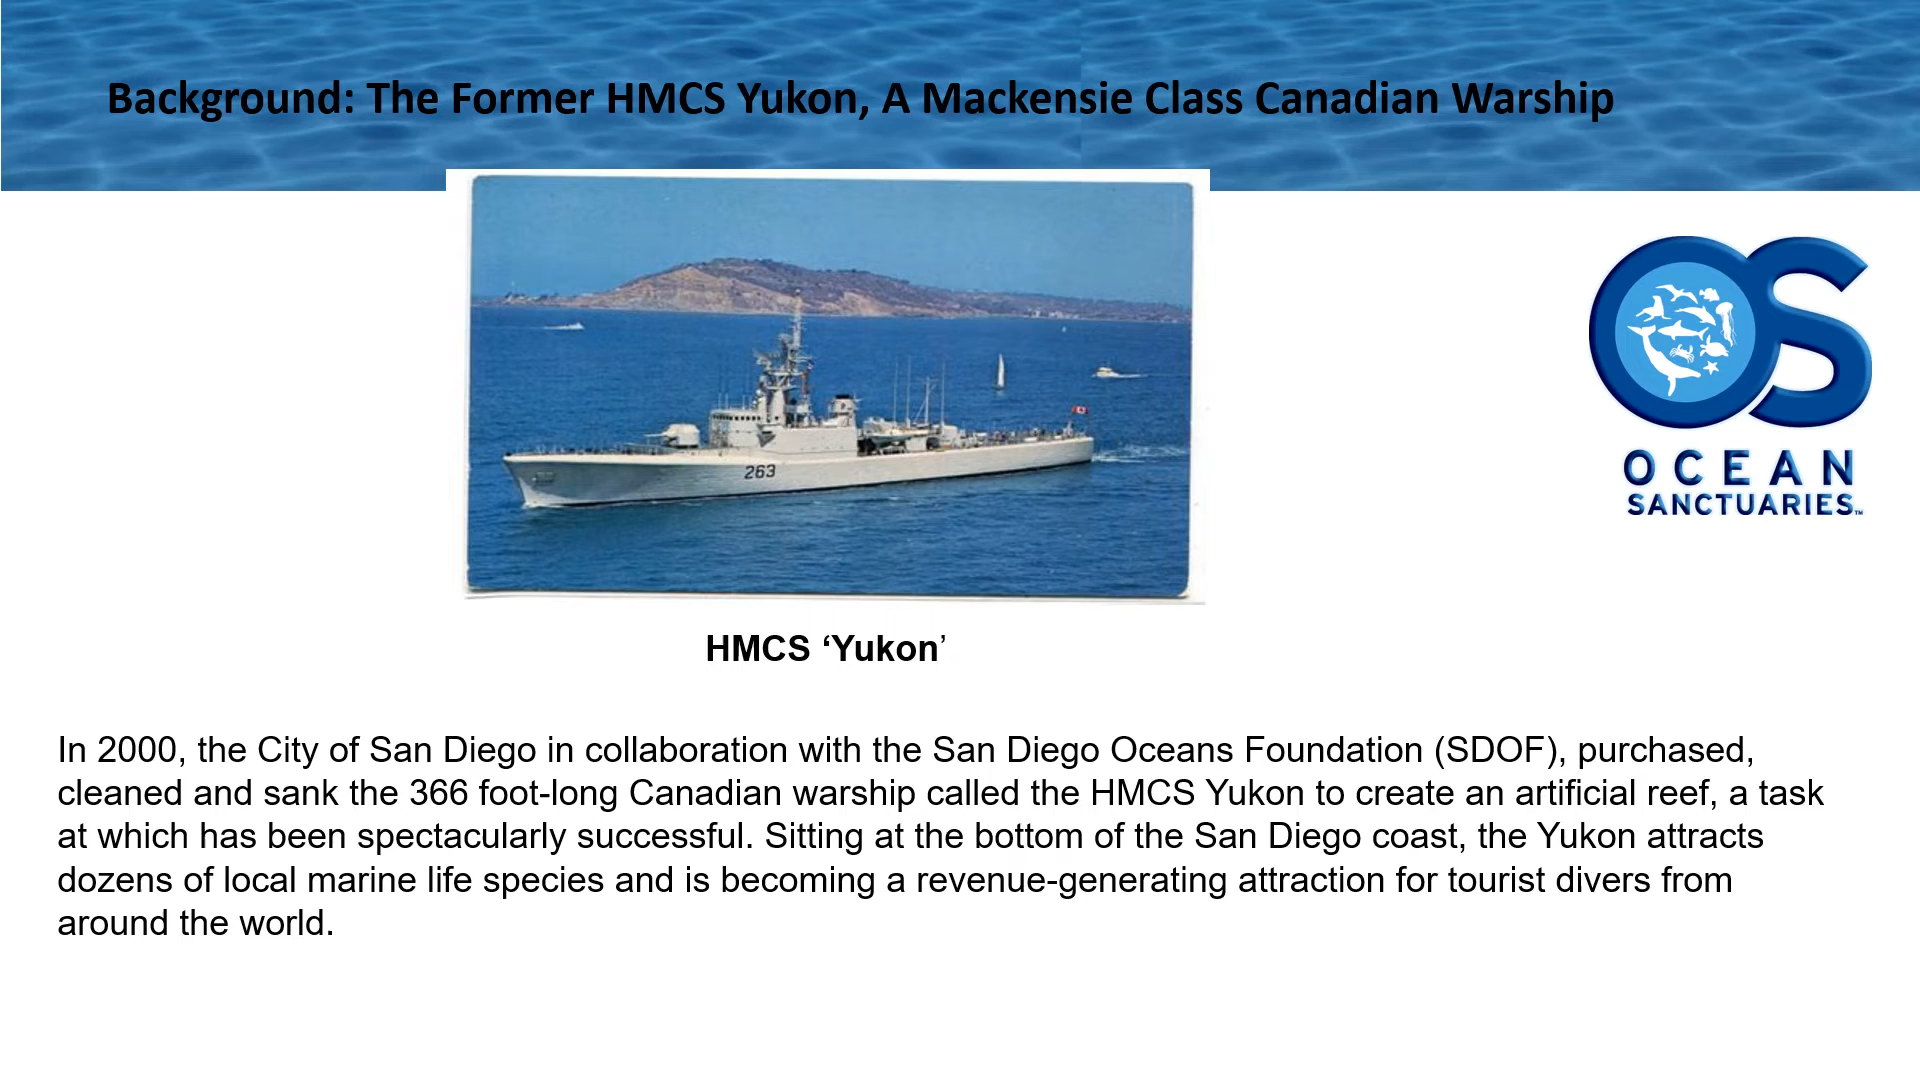 Background: The Former HMCS Yukon, A Mackensie Class Canadian Warship
263
OCEAN
SANCTUARIES™
HMCS ‘Yukon’
In 2000, the City of San Diego in collaboration with the San Diego Oceans Foundation (SDOF), purchased,
cleaned and sank the 366 foot-long Canadian warship called the HMCS Yukon to create an artificial reef, a task
at which has been spectacularly successful. Sitting at the bottom of the San Diego coast, the Yukon attracts
dozens of local marine life species and is becoming a revenue-generating attraction for tourist divers from
around the world.